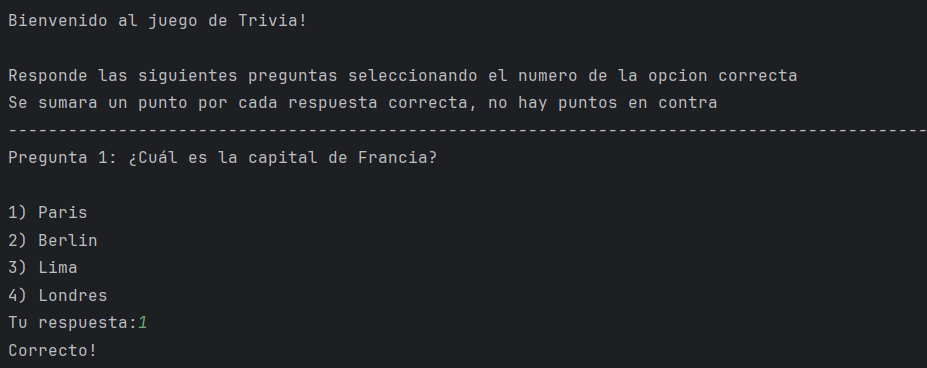 Bienvenido al juego de Trivia!
Responde las siguientes preguntas seleccionando el numero de la opcion correcta
Se sumara un punto por cada respuesta correcta, no hay puntos en contra
--------------------------------------------------------------------------------------------
Pregunta 1: ¿Cuál es la capital de Francia?
1) Paris
2) Berlin
3) Lima
4) Londres
Tu respuesta:1
Correcto!